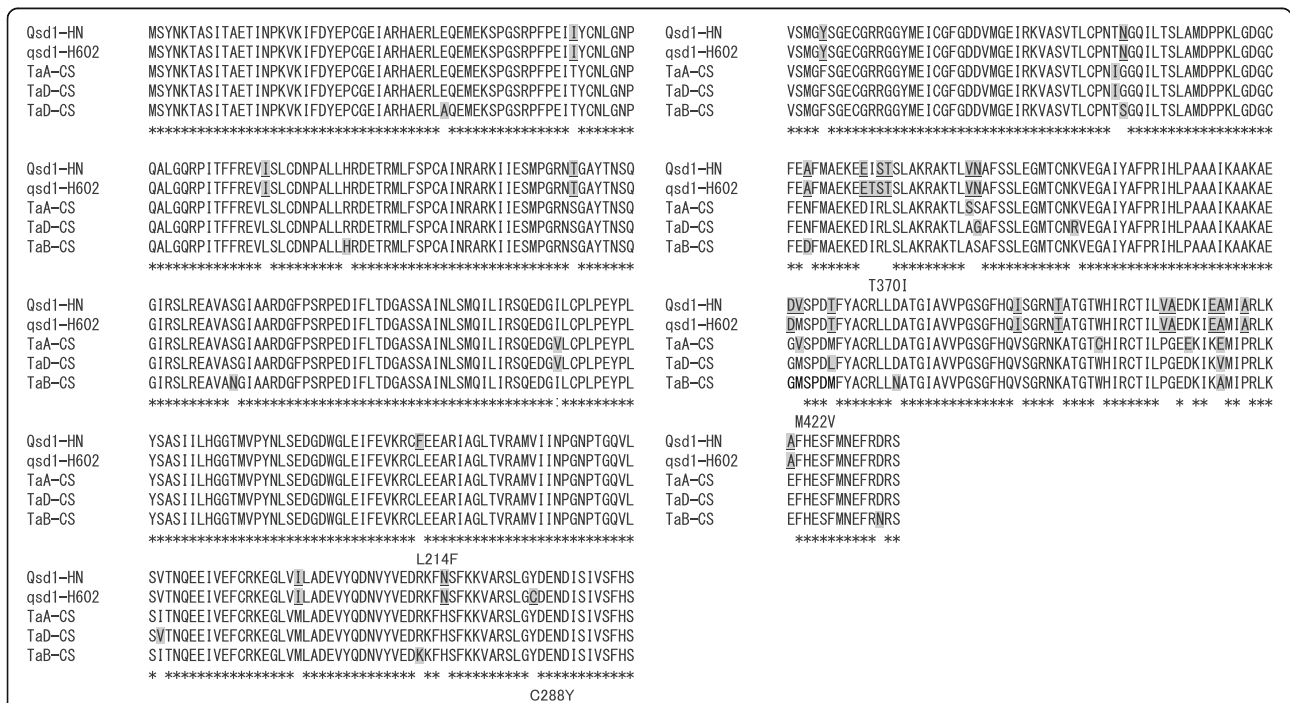 Qsd1-HN MSYNKTASITAETINPKVKIFDYEPCGEIARHAERLEQEMEKSPGSRPFPEIIYCNLGNP
qsd1-H602 MSYNKTASITAETINPKVKIFDYEPCGEIARHAERLEQEMEKSPGSRPFPEIIYCNLGNP
TaA-CS MSYNKTASITAETINPKVKIFDYEPCGEIARHAERLEQEMEKSPGSRPFPEITYCNLGNP
TaD-CS MSYNKTASITAETINPKVKIFDYEPCGEIARHAERLEQEMEKSPGSRPFPEITYCNLGNP
TaD-CS MSYNKTASITAETINPKVKIFDYEPCGEIARHAERLAQEMEKSPGSRPFPEITYCNLGNP
************************************ *************** *******
Qsd1-HN QALGQRPITFFREVISLCDNPALLHRDETRMLFSPCAINRARKIIESMPGRNTGAYTNSQ
qsd1-H602 QALGQRPITFFREVISLCDNPALLHRDETRMLFSPCAINRARKIIESMPGRNTGAYTNSQ
TaA-CS QALGQRPITFFREVLSLCDNPALLRRDETRMLFSPCAINRARKIIESMPGRNSGAYTNSQ
TaD-CS QALGQRPITFFREVLSLCDNPALLRRDETRMLFSPCAINRARKIIESMPGRNSGAYTNSQ
TaB-CS QALGQRPITFFREVLSLCDNPALLHRDETRMLFSPCAINRARKIIESMPGRNSGAYTNSQ
************** ********* *************************** *******
Qsd1-HN GIRSLREAVASGIAARDGFPSRPEDIFLTDGASSAINLSMQILIRSQEDGILCPLPEYPL
qsd1-H602 GIRSLREAVASGIAARDGFPSRPEDIFLTDGASSAINLSMQILIRSQEDGILCPLPEYPL
TaA-CS GIRSLREAVASGIAARDGFPSRPEDIFLTDGASSAINLSMQILIRSQEDGVLCPLPEYPL
TaD-CS GIRSLREAVASGIAARDGFPSRPEDIFLTDGASSAINLSMQILIRSQEDGVLCPLPEYPL
TaB-CS GIRSLREAVANGIAARDGFPSRPEDIFLTDGASSAINLSMQILIRSQEDGILCPLPEYPL
********** ***************************************:*********
Qsd1-HN YSASIILHGGTMVPYNLSEDGDWGLEIFEVKRCFEEARIAGLTVRAMVIINPGNPTGQVL
qsd1-H602 YSASIILHGGTMVPYNLSEDGDWGLEIFEVKRCLEEARIAGLTVRAMVIINPGNPTGQVL
TaA-CS YSASIILHGGTMVPYNLSEDGDWGLEIFEVKRCLEEARIAGLTVRAMVIINPGNPTGQVL
TaD-CS YSASIILHGGTMVPYNLSEDGDWGLEIFEVKRCLEEARIAGLTVRAMVIINPGNPTGQVL
TaB-CS YSASIILHGGTMVPYNLSEDGDWGLEIFEVKRCLEEARIAGLTVRAMVIINPGNPTGQVL
********************************* **************************
L214F
Qsd1-HN SVTNQEEIVEFCRKEGLVILADEVYQDNVYVEDRKFNSFKKVARSLGYDENDISIVSFHS
qsd1-H602 SVTNQEEIVEFCRKEGLVILADEVYQDNVYVEDRKFNSFKKVARSLGCDENDISIVSFHS
TaA-CS SITNQEEIVEFCRKEGLVMLADEVYQDNVYVEDRKFHSFKKVARSLGYDENDISIVSFHS
TaD-CS SVTNQEEIVEFCRKEGLVMLADEVYQDNVYVEDRKFHSFKKVARSLGYDENDISIVSFHS
TaB-CS SITNQEEIVEFCRKEGLVMLADEVYQDNVYVEDKKFHSFKKVARSLGYDENDISIVSFHS
* **************** ************** ** ********** ************
C288Y
Qsd1-HN VSMGYSGECGRRGGYMEICGFGDDVMGEIRKVASVTLCPNTNGQILTSLAMDPPKLGDGC
qsd1-H602 VSMGYSGECGRRGGYMEICGFGDDVMGEIRKVASVTLCPNTNGQILTSLAMDPPKLGDGC
TaA-CS VSMGFSGECGRRGGYMEICGFGDDVMGEIRKVASVTLCPNIGGQILTSLAMDPPKLGDGC
TaD-CS VSMGFSGECGRRGGYMEICGFGDDVMGEIRKVASVTLCPNIGGQILTSLAMDPPKLGDGC
TaB-CS VSMGFSGECGRRGGYMEICGFGDDVMGEIRKVASVTLCPNTSGQILTSLAMDPPKLGDGC
**** ***********************************  ******************
Qsd1-HN FEAFMAEKEEISTSLAKRAKTLVNAFSSLEGMTCNKVEGAIYAFPRIHLPAAAIKAAKAE
qsd1-H602 FEAFMAEKEETSTSLAKRAKTLVNAFSSLEGMTCNKVEGAIYAFPRIHLPAAAIKAAKAE
TaA-CS FENFMAEKEDIRLSLAKRAKTLSSAFSSLEGMTCNKVEGAIYAFPRIHLPAAAIKAAKAE
TaD-CS FENFMAEKEDIRLSLAKRAKTLAGAFSSLEGMTCNRVEGAIYAFPRIHLPAAAIKAAKAE
TaB-CS FEDFMAEKEDIRLSLAKRAKTLASAFSSLEGMTCNKVEGAIYAFPRIHLPAAAIKAAKAE
** ******    *********  *********** ************************
T370I
Qsd1-HN DVSPDTFYACRLLDATGIAVVPGSGFHQISGRNTATGTWHIRCTILVAEDKIEAMIARLK
qsd1-H602 DMSPDTFYACRLLDATGIAVVPGSGFHQISGRNTATGTWHIRCTILVAEDKIEAMIARLK
TaA-CS GVSPDMFYACRLLDATGIAVVPGSGFHQVSGRNKATGTCHIRCTILPGEEKIKEMIPRLK
TaD-CS GMSPDLFYACRLLDATGIAVVPGSGFHQVSGRNKATGTWHIRCTILPGEDKIKVMIPRLK
TaB-CS GMSPDMFYACRLLNATGIAVVPGSGFHQVSGRNKATGTWHIRCTILPGEDKIKAMIPRLK
*** ******* ************** **** **** *******  * **  ** ***
M422V
Qsd1-HN AFHESFMNEFRDRS
qsd1-H602 AFHESFMNEFRDRS
TaA-CS EFHESFMNEFRDRS
TaD-CS EFHESFMNEFRDRS
TaB-CS EFHESFMNEFRNRS
********** **